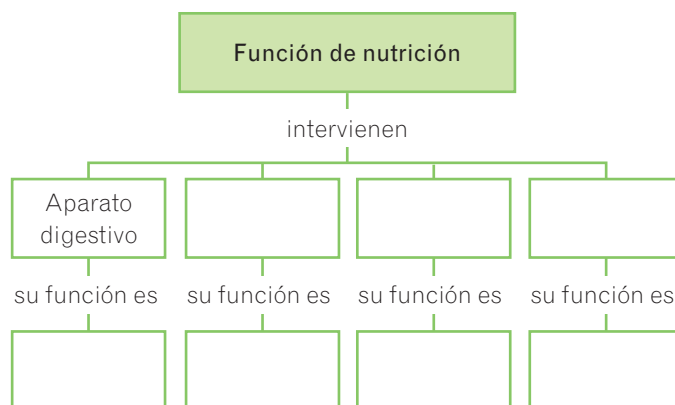 Función de nutrición
intervienen
Aparato
digestivo
su función es
su función es
su función es
su función es